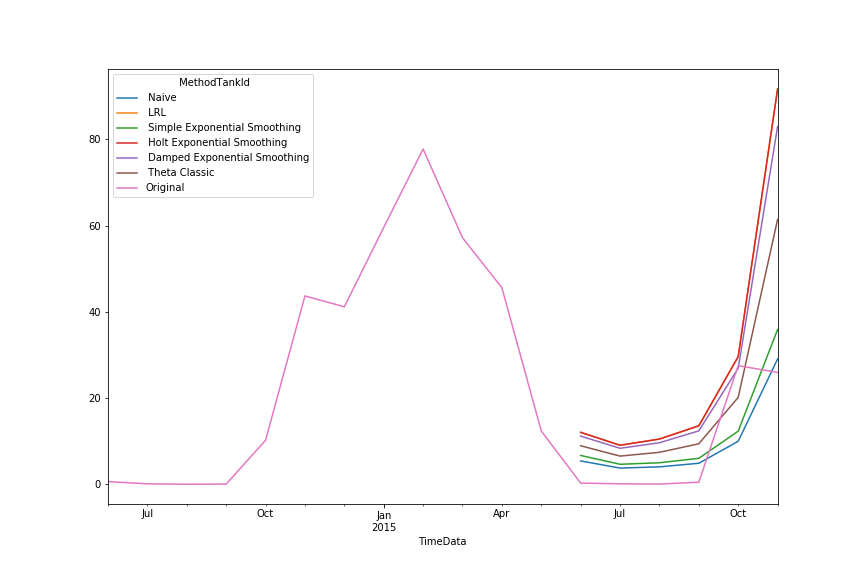 MethodTankId
Naive
LRL
Simple Exponential Smoothing
Holt Exponential Smoothing
Damped Exponential Smoothing
Theta Classic
Original
80
60
40
20
0
Jul Oct Jan Apr Jul Oct
2015
TimeData